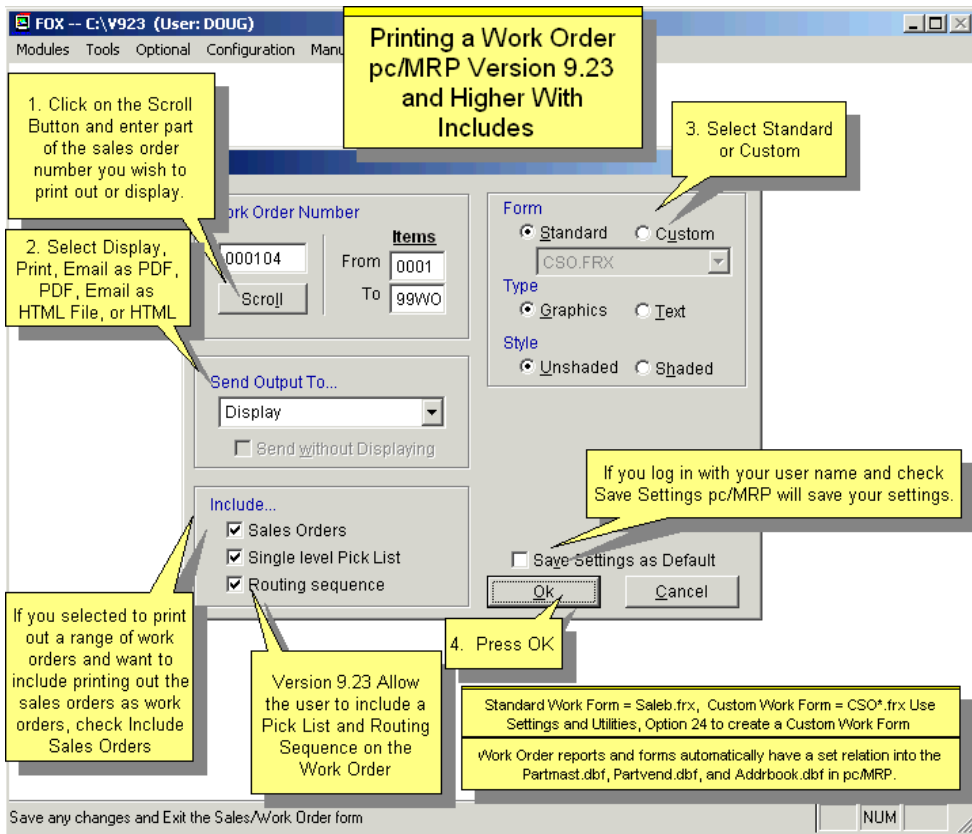 FOX -- C:\V923 (User: DOUG)
Modules Tools Optional Configuration Manu
Printing a Work Order
pc/MRP Version 9.23
and Higher With
Includes
1. Click on the Scroll
Button and enter part
of the sales order
number you wish to
print out or display.
3. Select Standard
or Custom
2. Select Display,
Print, Email as PDF,
PDF, Email as
HTML File, or HTML
ork Order Number
000104
Scroll
Items
From 0001
To 99WO
Form
Standard Custom
CSO.FRX
Type
Graphics Text
Style
Unshaded Shaded
Send Output To...
Display
Send without Displaying
If you log in with your user name and check
Save Settings pc/MRP will save your settings.
Include...
Sales Orders
Single level Pick List
Routing sequence
Save Settings as Default
Ok Cancel
If you selected to print
out a range of work
orders and want to
include printing out the
sales orders as work
orders, check Include
Sales Orders
Version 9.23 Allow
the user to include a
Pick List and Routing
Sequence on the
Work Order
4. Press OK
Standard Work Form = Saleb.frx, Custom Work Form = CSO*.frx Use
Settings and Utilities, Option 24 to create a Custom Work Form
Work Order reports and forms automatically have a set relation into the
Partmast.dbf, Partvend.dbf, and Addrbook.dbf in pc/MRP.
Save any changes and Exit the Sales/Work Order form
NUM